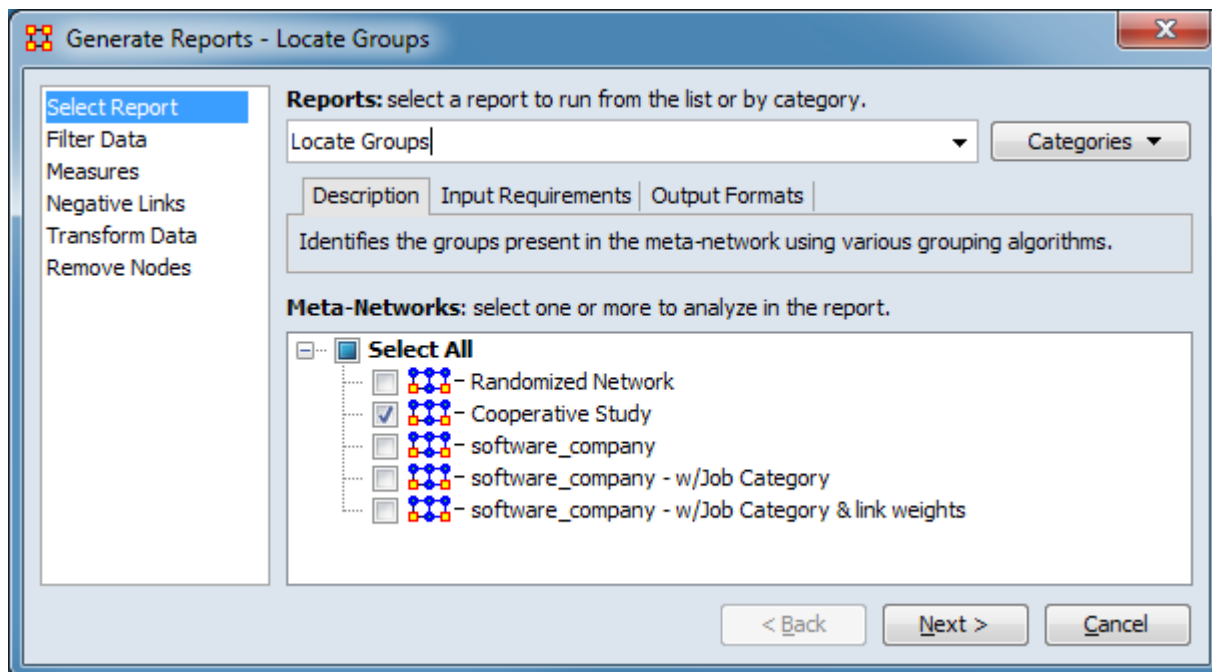 Generate Reports - Locate Groups
x
Select Report
Filter Data
Measures
Negative Links
Transform Data
Remove Nodes
Reports: select a report to run from the list or by category.
Locate Groups
Categories
Description Input Requirements Output Formats
Identifies the groups present in the meta-network using various grouping algorithms.
Meta-Networks: select one or more to analyze in the report.
Select All
- Randomized Network
- Cooperative Study
- software_company
- software_company - w/Job Category
- software_company - w/Job Category & link weights
< Back Next > Cancel